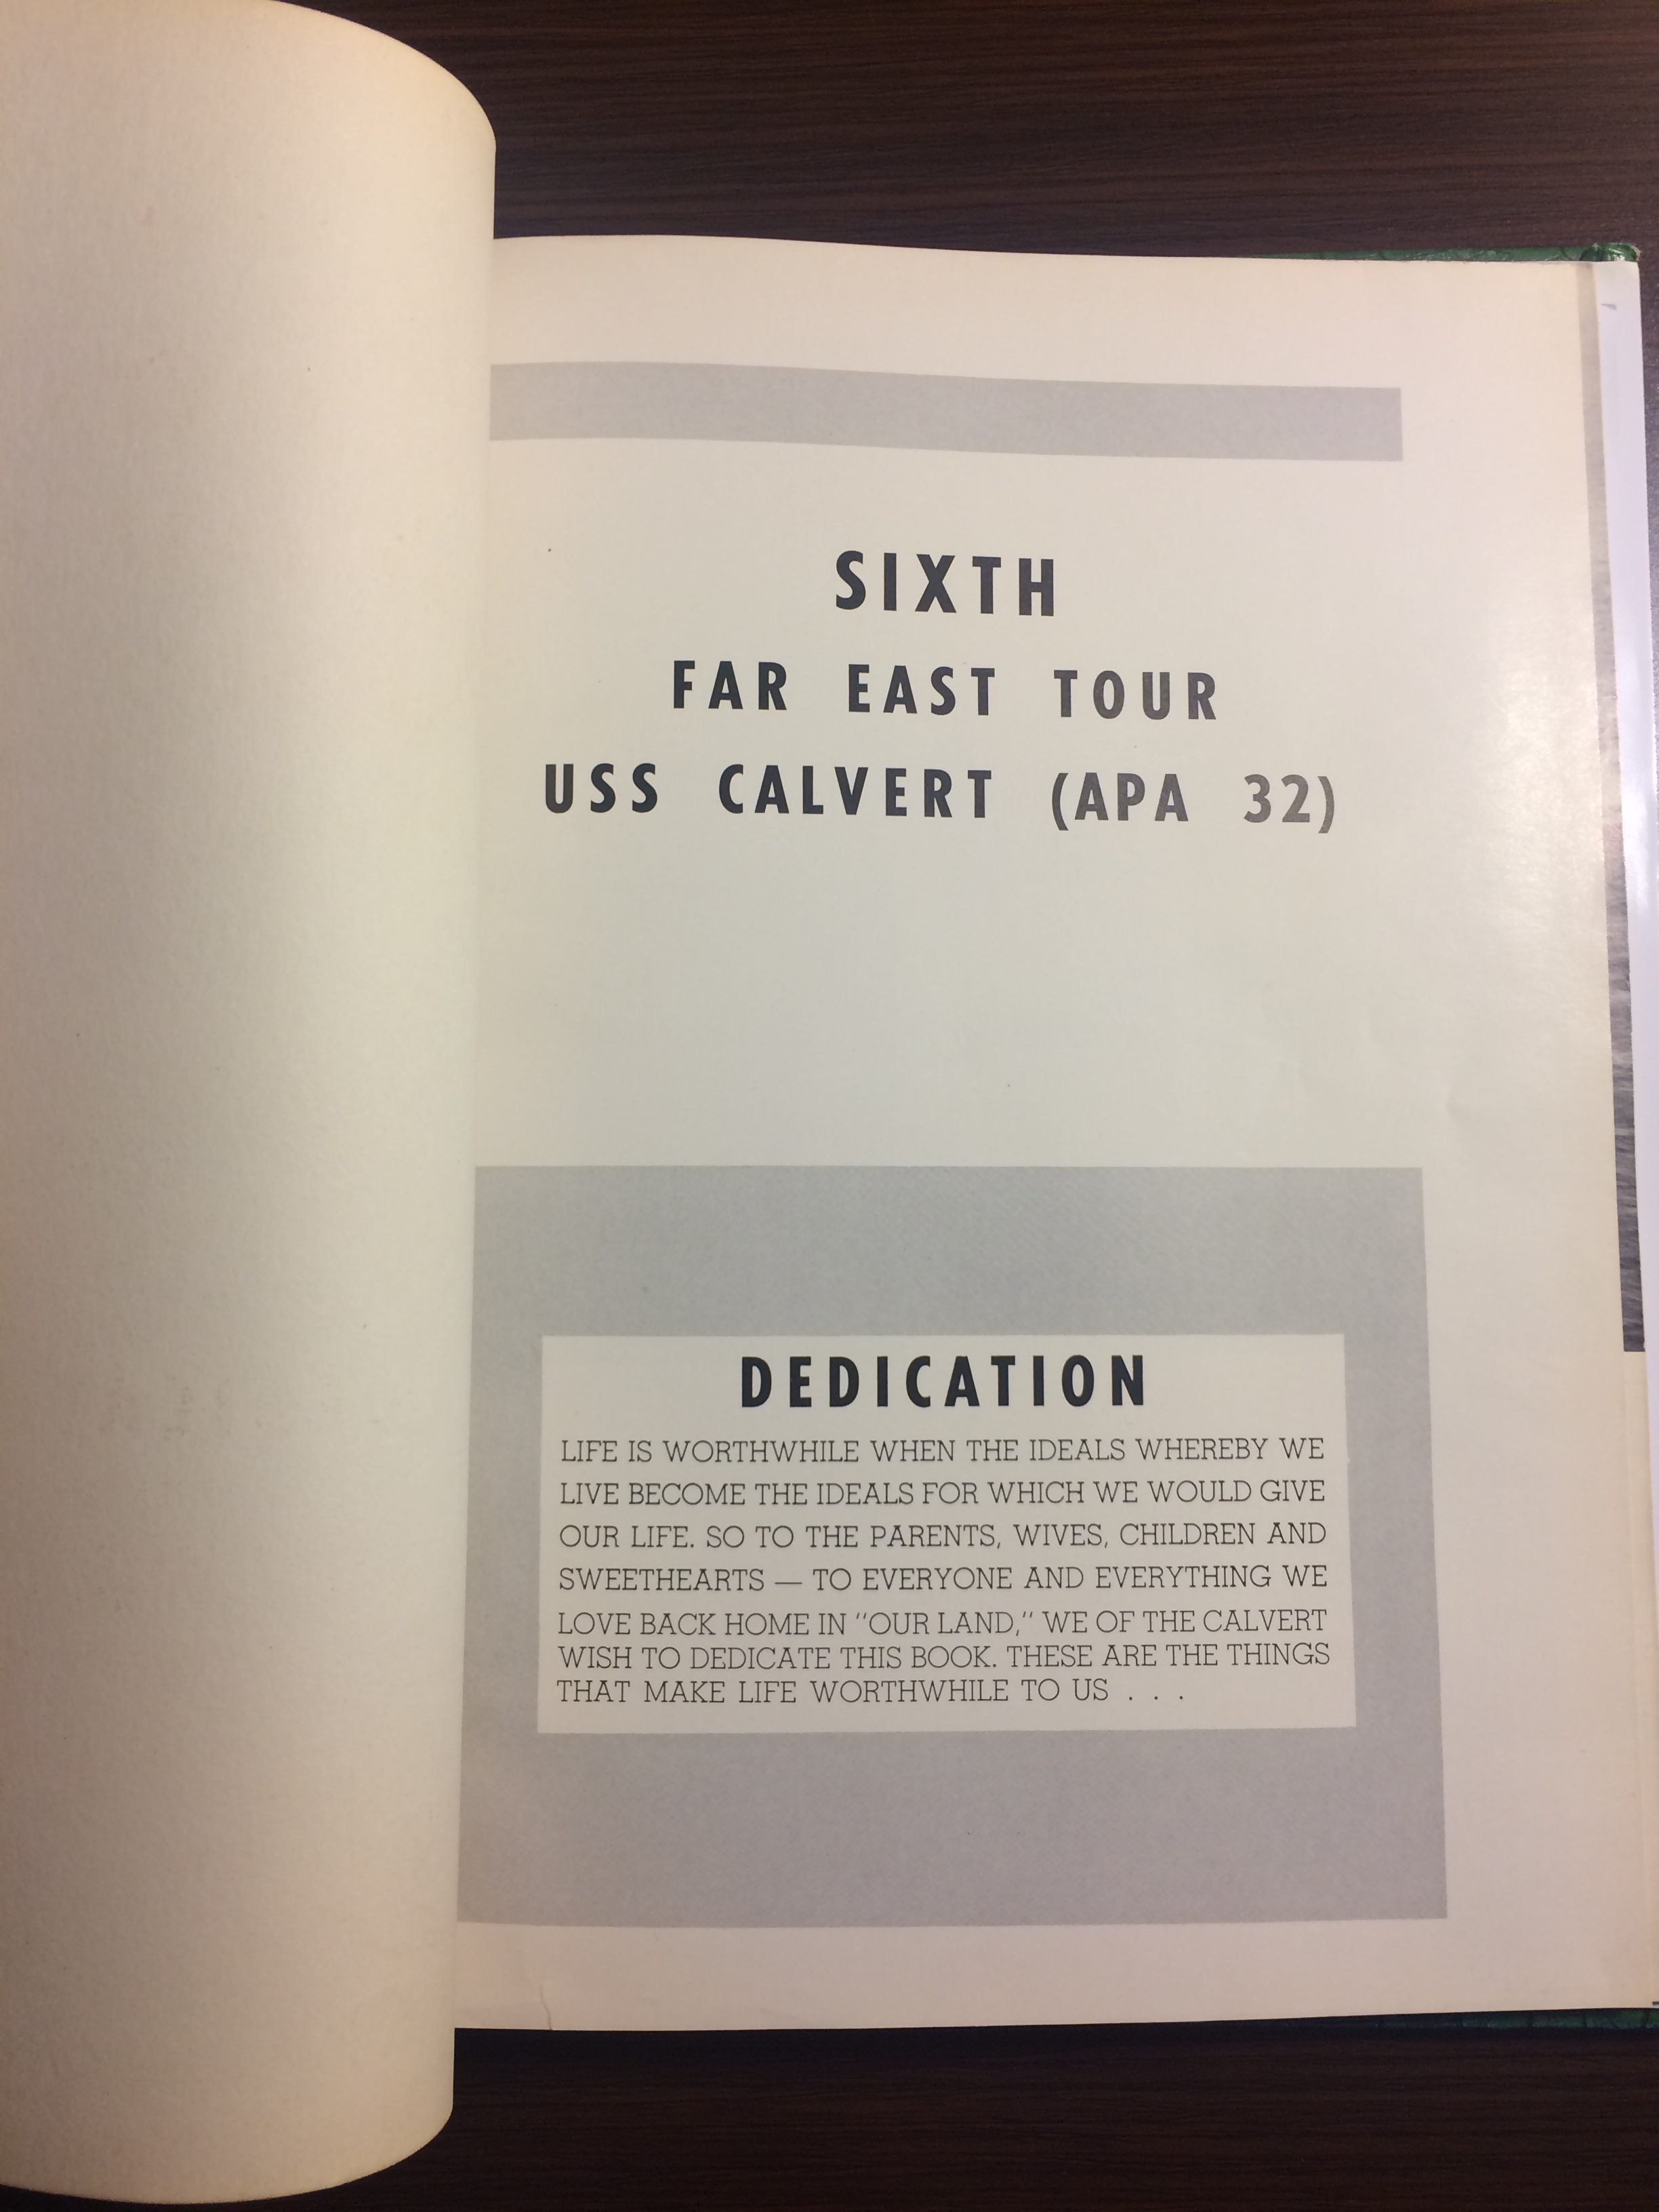 SIXTH
FAR EAST TOUR
USS CALVERT (APA 32)
DEDICATION
LIFE IS WORTHWHILE WHEN THE IDEALS WHEREBY WE
LIVE BECOME THE IDEALS FOR WHICH WE WOULD GIVE
OUR LIFE. SO TO THE PARENTS, WIVES, CHILDREN AND
SWEETHEARTS — TO EVERYONE AND EVERYTHING WE
LOVE BACK HOME IN "OUR LAND," WE OF THE CALVERT
WISH TO DEDICATE THIS BOOK. THESE ARE THE THINGS
THAT MAKE LIFE WORTHWHILE TO US . . .